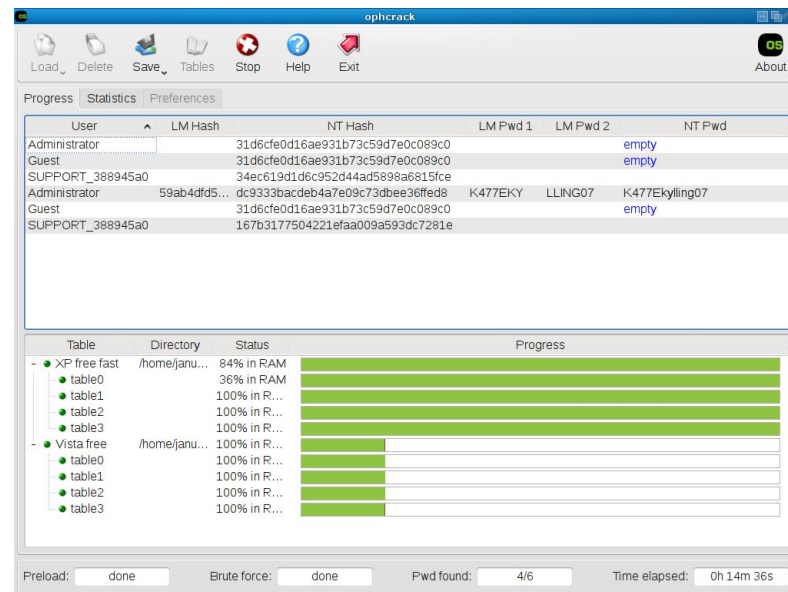 ophcrack
Load Delete Save Tables Stop Help Exit OS About
Progress Statistics Preferences
User LM Hash NT Hash LM Pwd 1 LM Pwd 2 NT Pwd
Administrator 31d6cfe0d16ae931b73c59d7e0c089c0 empty
Guest 31d6cfe0d16ae931b73c59d7e0c089c0 empty
SUPPORT_388945a0 34ec619d1d6c952d44ad5898a6815fce
Administrator 59ab4dfd5... dc9333bacdeb4a7e09c73dbee36ffed8 K477EKY LLING07 K477Ekylling07
Guest 31d6cfe0d16ae931b73c59d7e0c089c0 empty
SUPPORT_388945a0 167b3177504221efaa009a593dc7281e
Table Directory Status Progress
XP free fast /home/janu... 84% in RAM
table0 36% in RAM
table1 100% in R...
table2 100% in R...
table3 100% in R...
Vista free /home/janu... 100% in R...
table0 100% in R...
table1 100% in R...
table2 100% in R...
table3 100% in R...
Preload: done Brute force: done Pwd found: 4/6 Time elapsed: 0h 14m 36s